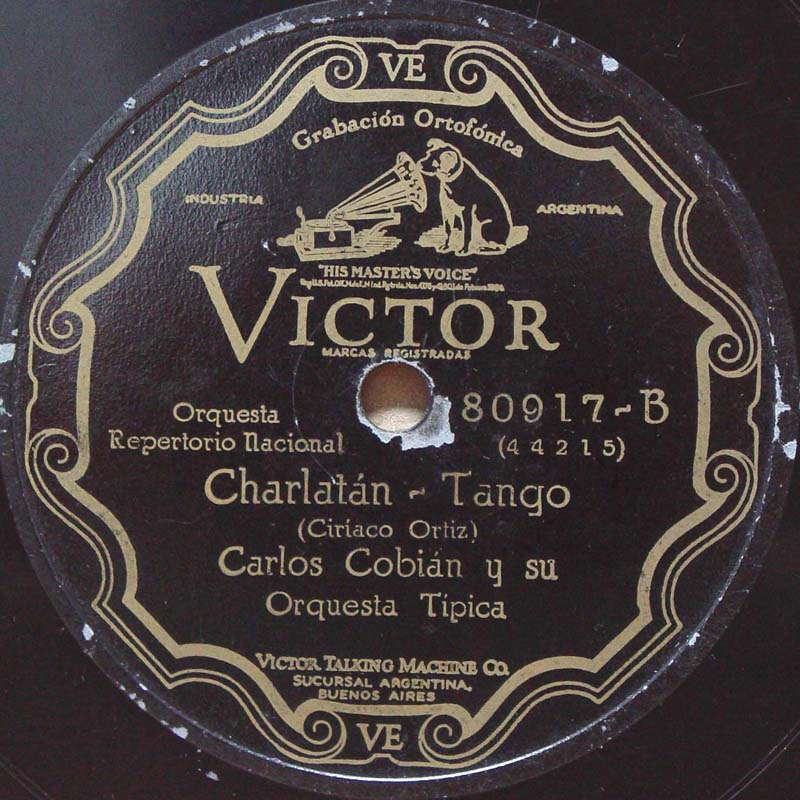 VE
Grabación Ortofónica
INDUSTRIA
ARGENTINA
"HIS MASTER'S VOICE"
VICTOR
MARCAS REGISTRADAS
Orquesta
80917-B
Repertorio Nacional
(44215)
Charlatán - Tango
(Ciriaco Ortiz)
Carlos Cobián y su
Orquesta Típica
VICTOR TALKING MACHINE CO.
SUCURSAL ARGENTINA,
BUENOS AIRES
VE